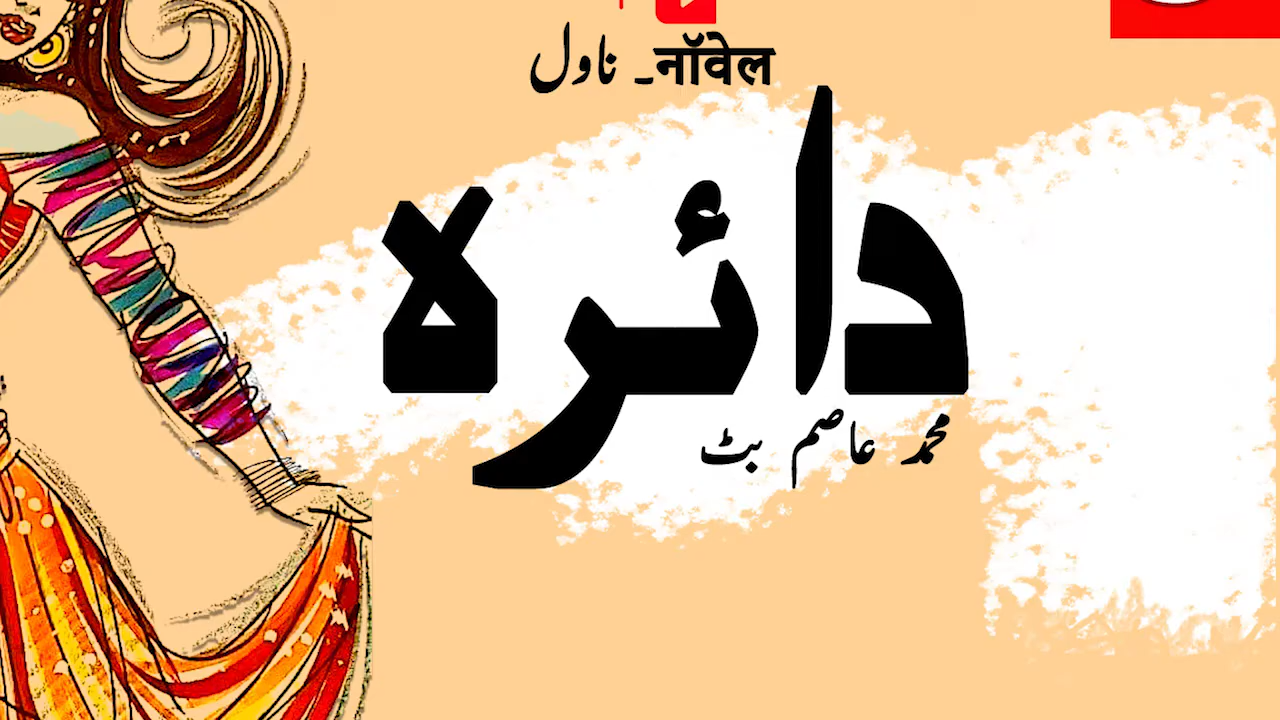 ناول ۔ नॉवेल
دائرہ
محمد عاصم بٹ